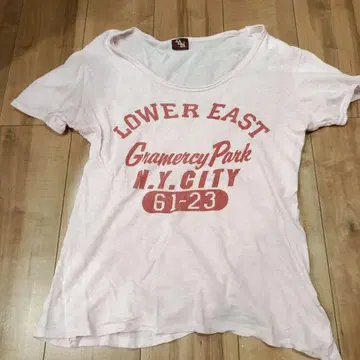 LOWER EAST
Gramercy Park
N.Y. CITY
61-23